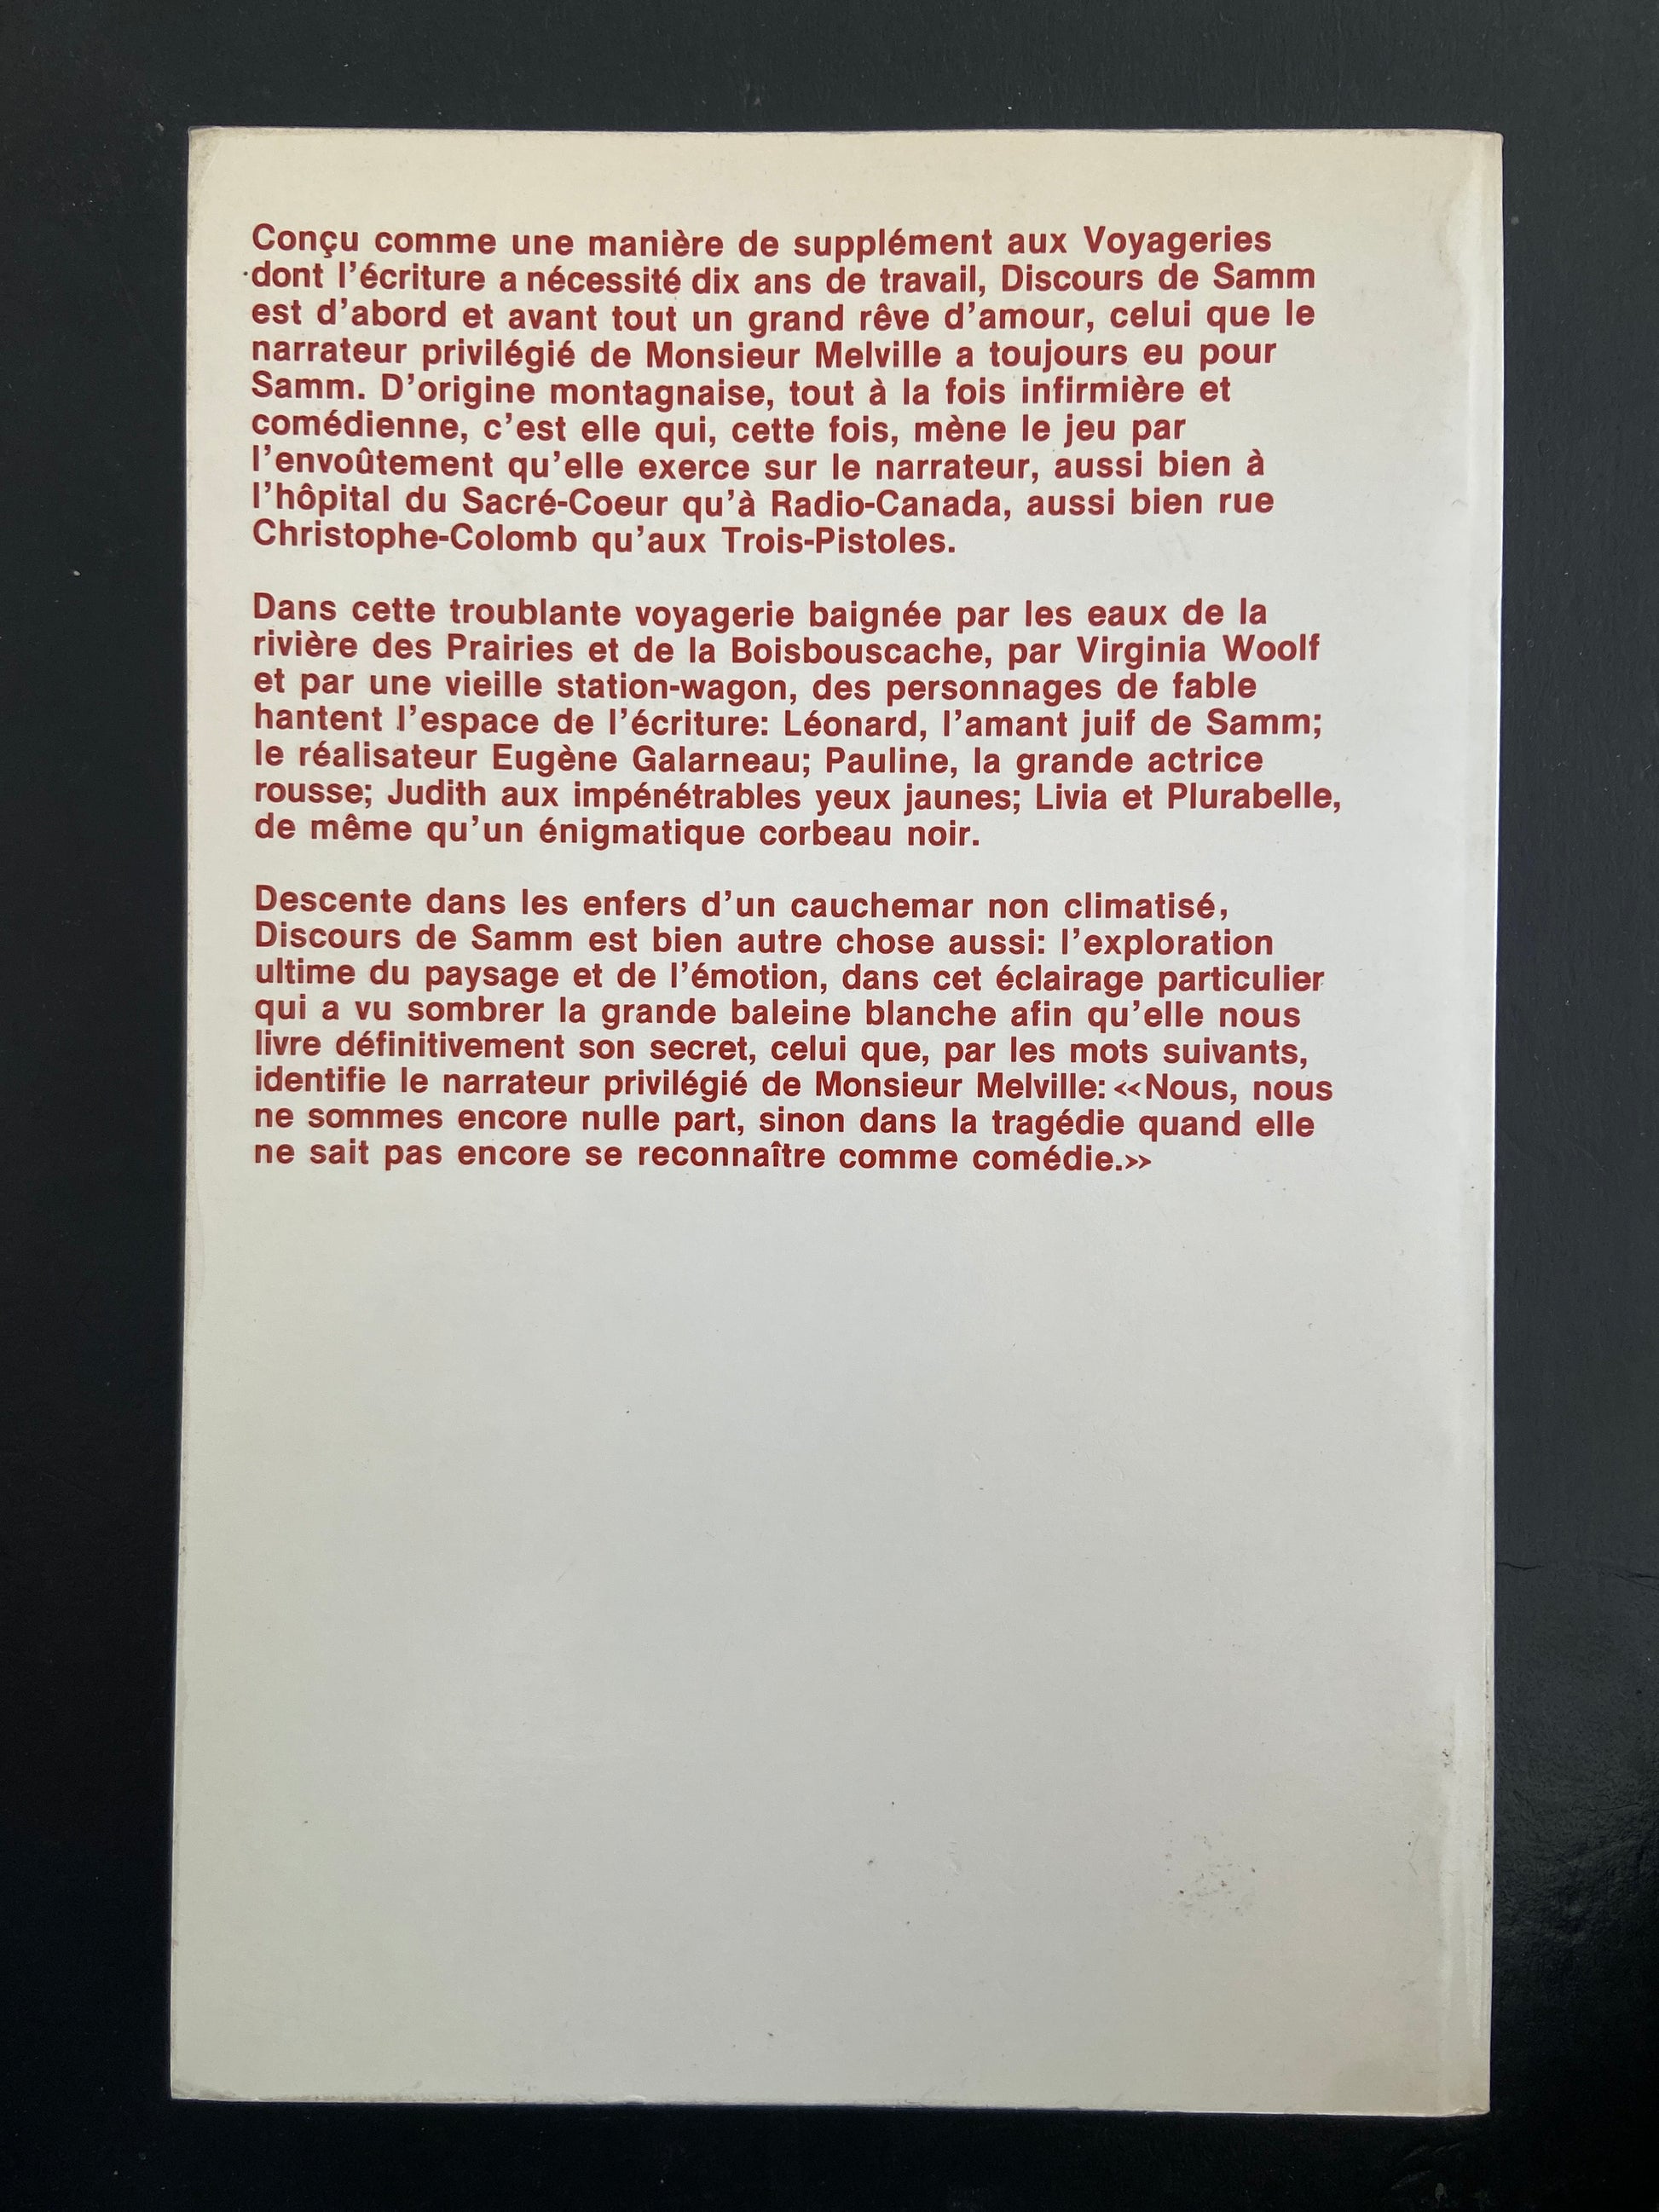 Conçu comme une manière de supplément aux Voyageries
dont l'écriture a nécessité dix ans de travail, Discours de Samm
est d'abord et avant tout un grand rêve d'amour, celui que le
narrateur privilégié de Monsieur Melville a toujours eu pour
Samm. D'origine montagnaise, tout à la fois infirmière et
comédienne, c'est elle qui, cette fois, mène le jeu par
l'envoûtement qu'elle exerce sur le narrateur, aussi bien à
l'hôpital du Sacré-Coeur qu'à Radio-Canada, aussi bien rue
Christophe-Colomb qu'aux Trois-Pistoles.

Dans cette troublante voyagerie baignée par les eaux de la
rivière des Prairies et de la Boisbouscache, par Virginia Woolf
et par une vieille station-wagon, des personnages de fable
hantent l'espace de l'écriture: Léonard, l'amant juif de Samm;
le réalisateur Eugène Galarneau; Pauline, la grande actrice
rousse; Judith aux impénétrables yeux jaunes; Livia et Plurabelle,
de même qu'un énigmatique corbeau noir.

Descente dans les enfers d'un cauchemar non climatisé,
Discours de Samm est bien autre chose aussi: l'exploration
ultime du paysage et de l'émotion, dans cet éclairage particulier
qui a vu sombrer la grande baleine blanche afin qu'elle nous
livre définitivement son secret, celui que, par les mots suivants,
identifie le narrateur privilégié de Monsieur Melville: «Nous, nous
ne sommes encore nulle part, sinon dans la tragédie quand elle
ne sait pas encore se reconnaître comme comédie.»